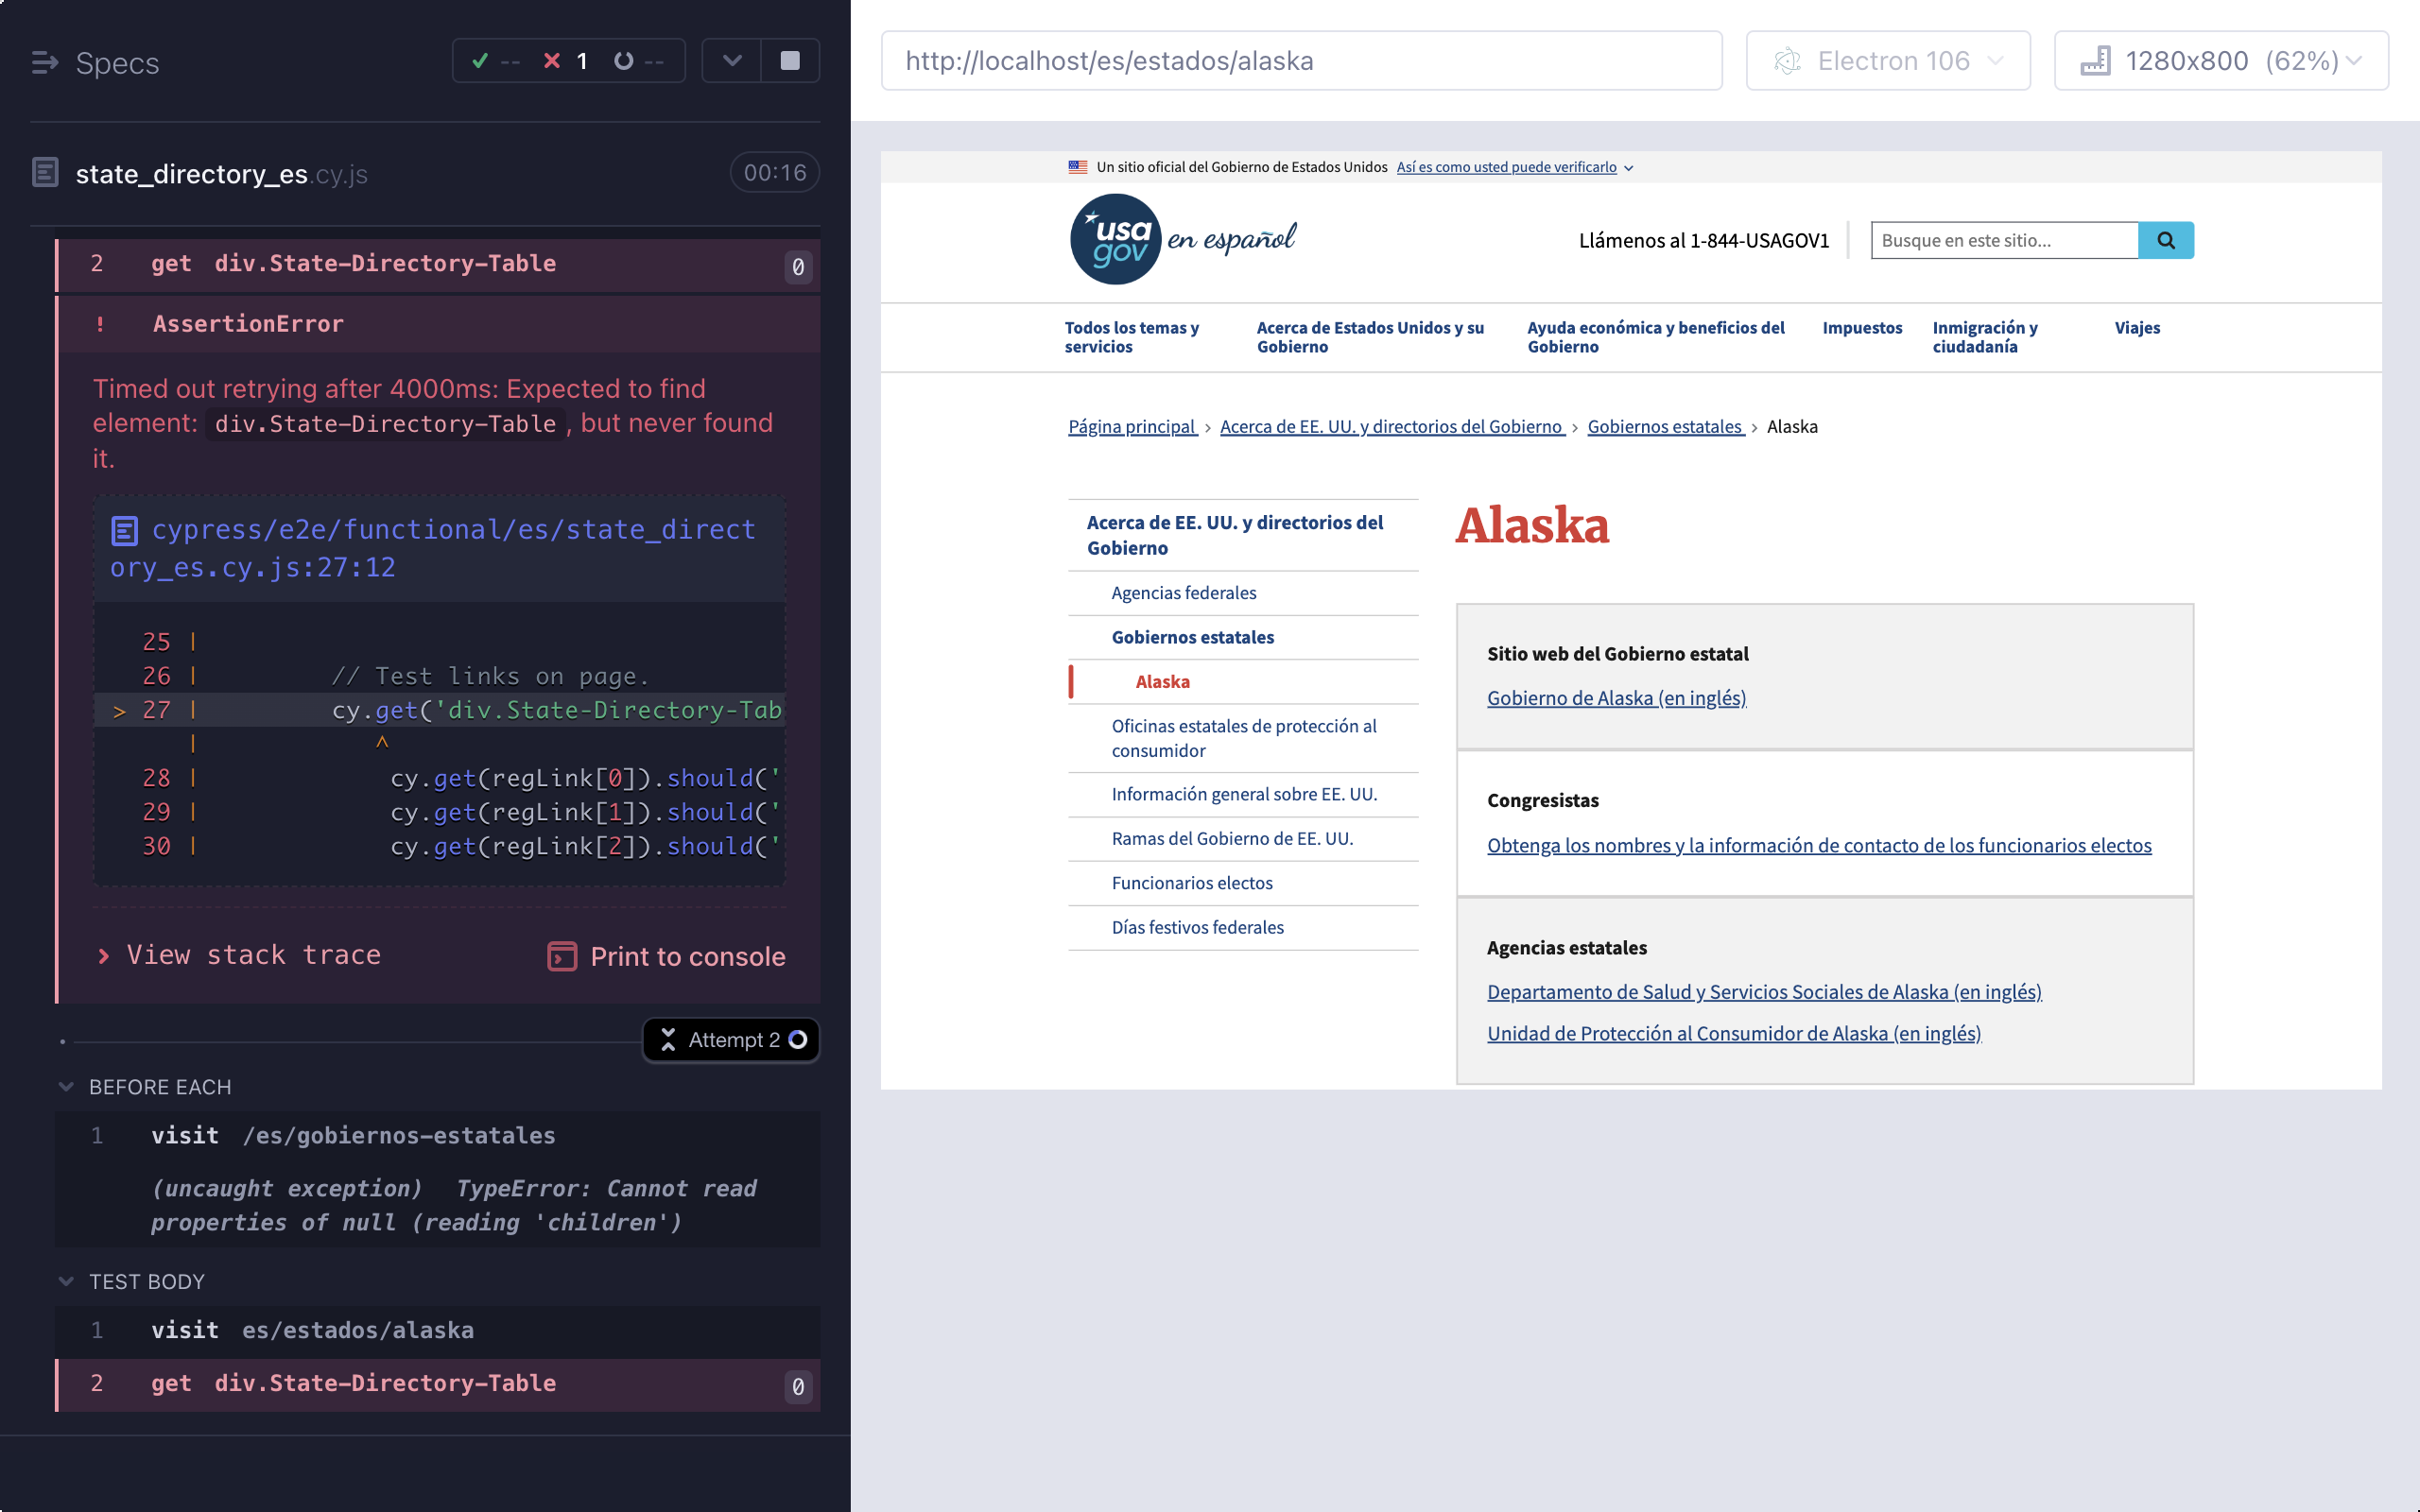 Specs
-- 1 --
state_directory_es.cy.js 00:16
2 get div.State-Directory-Table 0
! AssertionError
Timed out retrying after 4000ms: Expected to find
element: div.State-Directory-Table, but never found
it.
cypress/e2e/functional/es/state_direct
ory_es.cy.js:27:12
25 |
26 | // Test links on page.
> 27 | cy.get('div.State-Directory-Tab
| ^
28 | cy.get(regLink[0]).should('
29 | cy.get(regLink[1]).should('
30 | cy.get(regLink[2]).should('
View stack trace
Print to console
Attempt 2
BEFORE EACH
1 visit /es/gobiernos-estatales
(uncaught exception) TypeError: Cannot read
properties of null (reading 'children')
TEST BODY
1 visit es/estados/alaska
2 get div.State-Directory-Table 0
http://localhost/es/estados/alaska
Electron 106
1280x800 (62%)
Un sitio oficial del Gobierno de Estados Unidos Así es como usted puede verificarlo
usa
gov
en español
Llámenos al 1-844-USAGOV1
Busque en este sitio...
Todos los temas y
servicios
Acerca de Estados Unidos y su
Gobierno
Ayuda económica y beneficios del
Gobierno
Impuestos
Inmigración y
ciudadanía
Viajes
Página principal › Acerca de EE. UU. y directorios del Gobierno › Gobiernos estatales › Alaska
Acerca de EE. UU. y directorios del
Gobierno
Agencias federales
Gobiernos estatales
Alaska
Oficinas estatales de protección al
consumidor
Información general sobre EE. UU.
Ramas del Gobierno de EE. UU.
Funcionarios electos
Días festivos federales
Alaska
Sitio web del Gobierno estatal
Gobierno de Alaska (en inglés)
Congresistas
Obtenga los nombres y la información de contacto de los funcionarios electos
Agencias estatales
Departamento de Salud y Servicios Sociales de Alaska (en inglés)
Unidad de Protección al Consumidor de Alaska (en inglés)